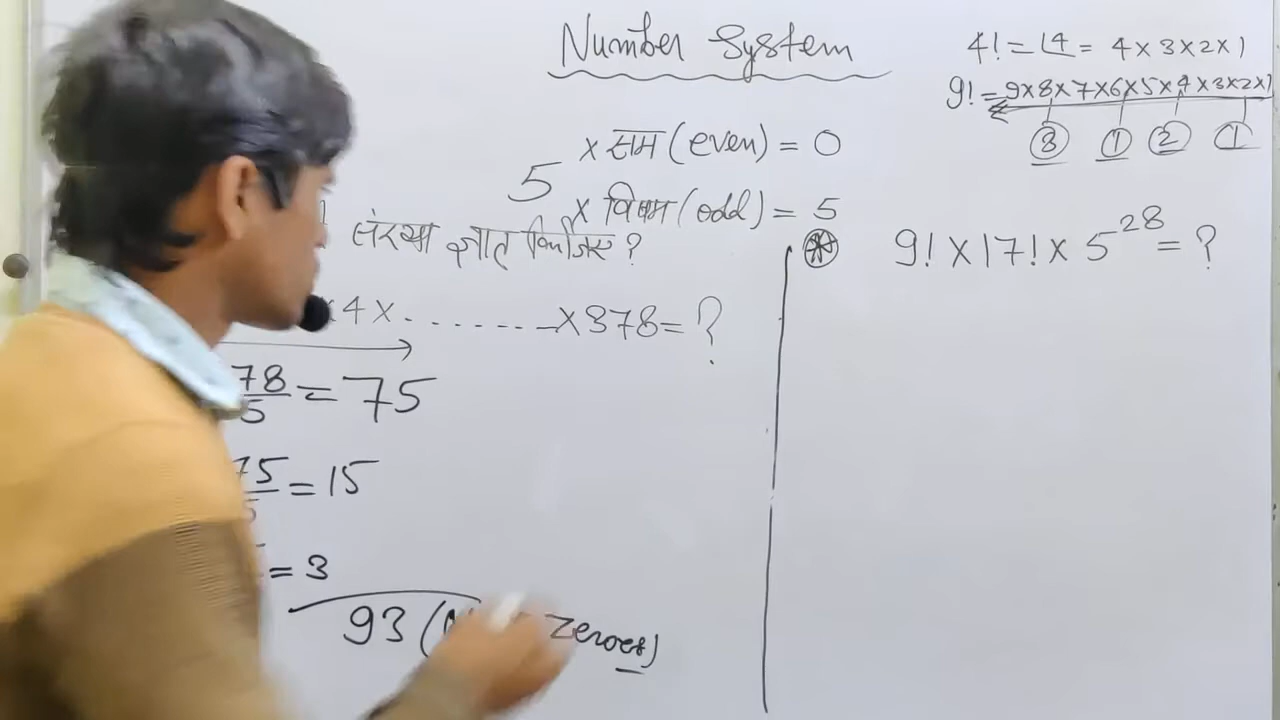 Number System
4! = ∟4 = 4 × 3 × 2 × 1
9! = 9×8×7×6×5×4×3×2×1
③ ① ② ①
× सम (even) = 0
5
× विषम (odd) = 5
संख्या ज्ञात किजिए ?
4 × . . . . . . . × 378 = ?
78/5 = 75
75/5 = 15
= 3
93 ( Zeroes)
9! × 17! × 5^28 = ?